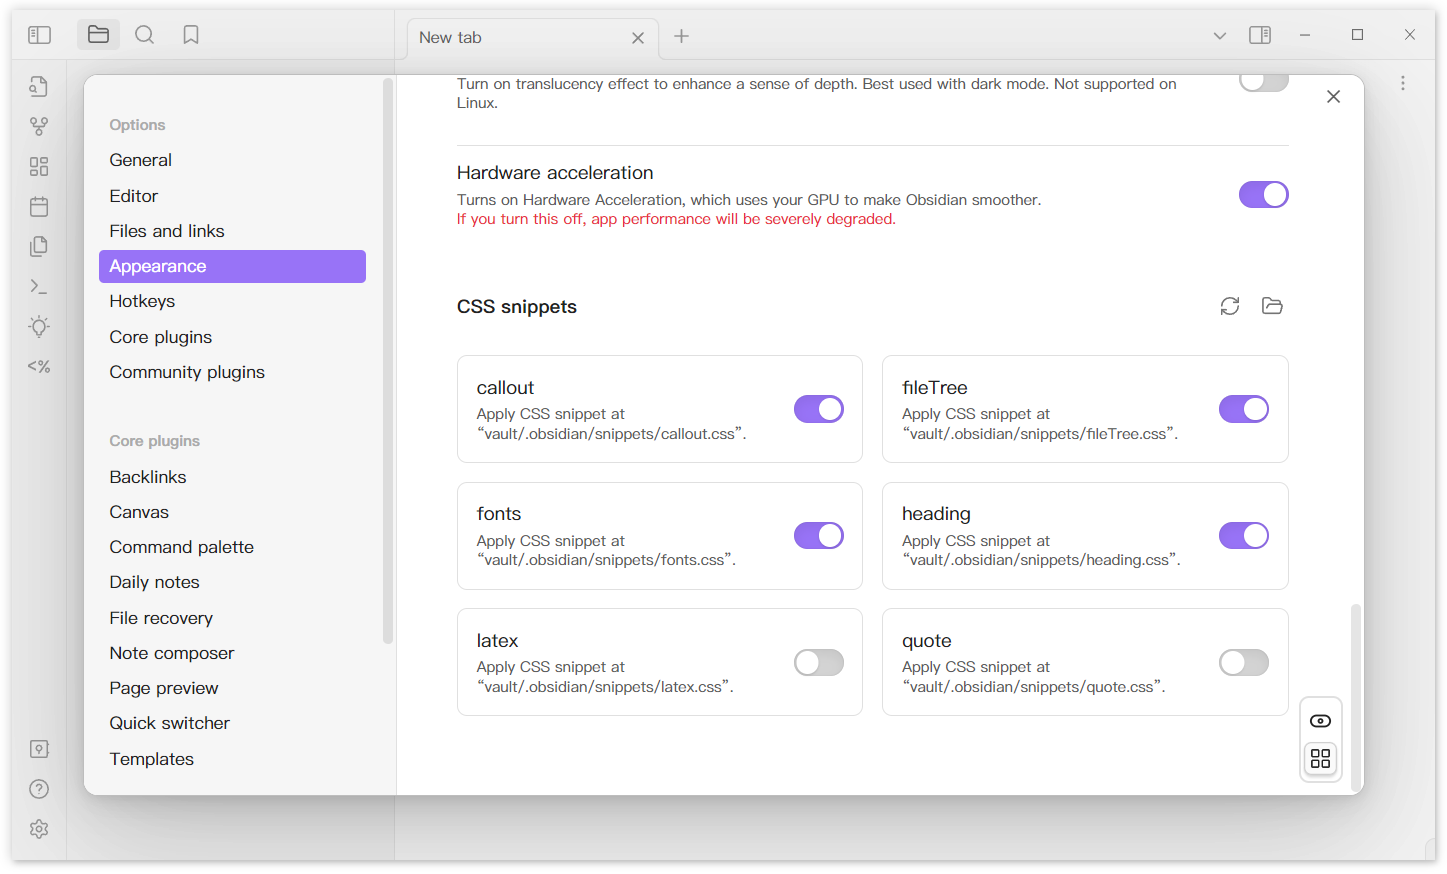 New tab
<%
Options
General
Editor
Files and links
Appearance
Hotkeys
Core plugins
Community plugins
Core plugins
Backlinks
Canvas
Command palette
Daily notes
File recovery
Note composer
Page preview
Quick switcher
Templates
Turn on translucency effect to enhance a sense of depth. Best used with dark mode. Not supported on
Linux.
Hardware acceleration
Turns on Hardware Acceleration, which uses your GPU to make Obsidian smoother.
If you turn this off, app performance will be severely degraded.
CSS snippets
callout
Apply CSS snippet at
“vault/.obsidian/snippets/callout.css”.
fileTree
Apply CSS snippet at
“vault/.obsidian/snippets/fileTree.css”.
fonts
Apply CSS snippet at
“vault/.obsidian/snippets/fonts.css”.
heading
Apply CSS snippet at
“vault/.obsidian/snippets/heading.css”.
latex
Apply CSS snippet at
“vault/.obsidian/snippets/latex.css”.
quote
Apply CSS snippet at
“vault/.obsidian/snippets/quote.css”.